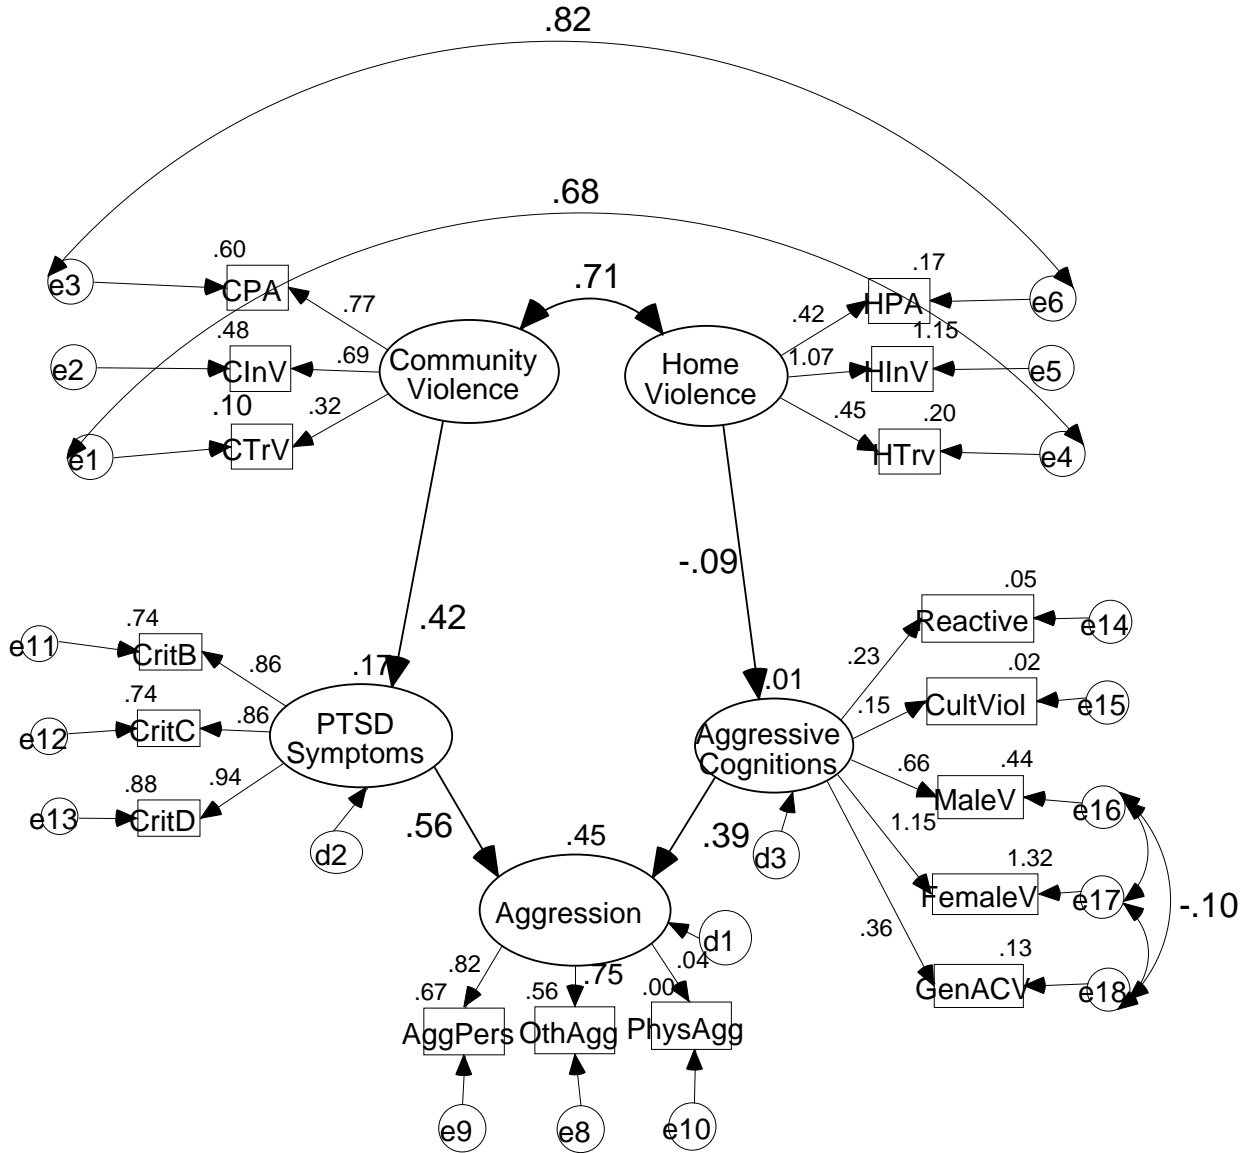 .82
.68
.60
.17
e3
CPA
.77
.71
.42
HPA
e6
.48
1.15
e2
CInV
.69
Community
Violence
Home
Violence
1.07
HInV
e5
.10
.32
.45
.20
e1
CTrV
HTrv
e4
-.09
.05
.74
.42
Reactive
e14
e11
CritB
.86
.17
.23
.02
.01
.74
.15
CultViol
e15
e12
CritC
.86
PTSD
Symptoms
Aggressive
Cognitions
.66
.44
.88
.94
MaleV
e16
e13
CritD
.56
.39
1.15
d2
.45
d3
1.32
FemaleV
e17
-.10
Aggression
.36
d1
.13
.82
.75
.04
.67
.56
.00
GenACV
e18
AggPers
OthAgg
PhysAgg
e9
e8
e10